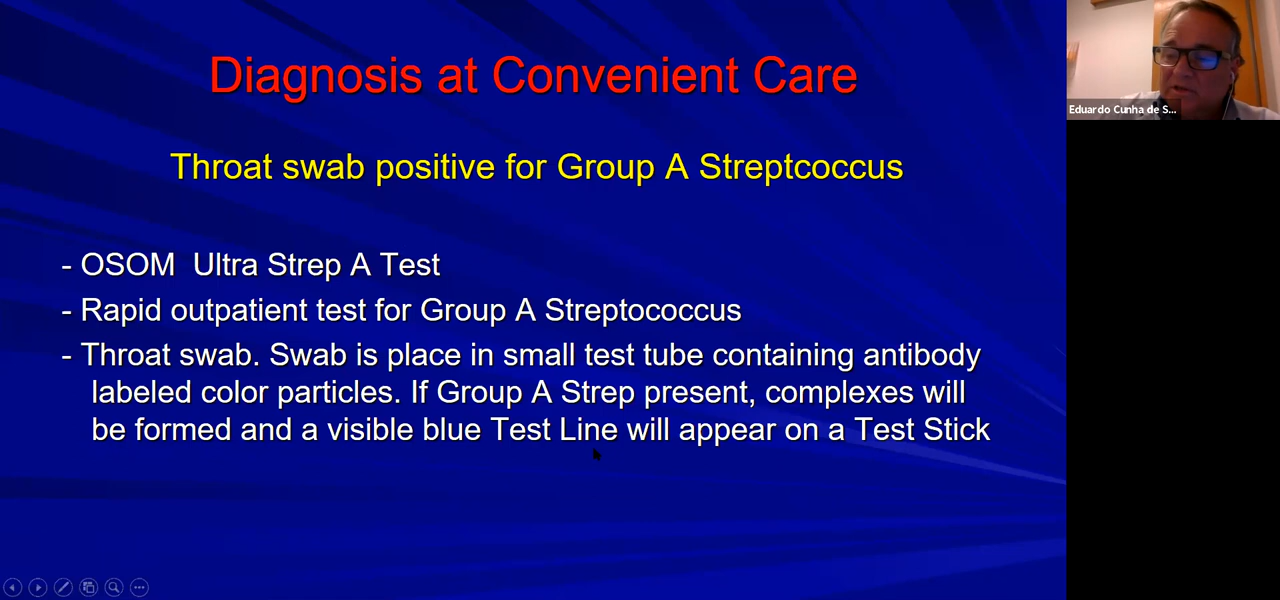 Diagnosis at Convenient Care
Throat swab positive for Group A Streptcoccus
- OSOM  Ultra Strep A Test
- Rapid outpatient test for Group A Streptococcus
- Throat swab. Swab is place in small test tube containing antibody
labeled color particles. If Group A Strep present, complexes will
be formed and a visible blue Test Line will appear on a Test Stick
Eduardo Cunha de S...